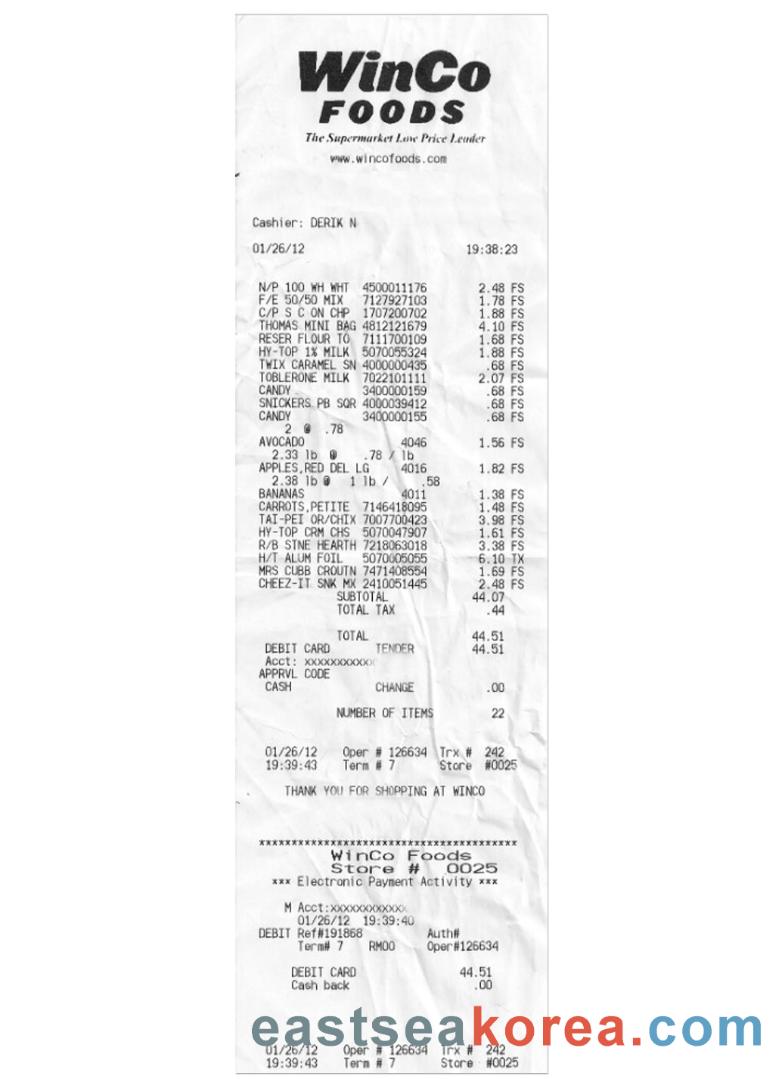 WinCo
FOODS
The Supermarket Low Price Leader
www.wincofoods.com
Cashier: DERIK N
01/26/12 19:38:23
N/P 100 WH WHT 4500011176 2.48 FS
F/E 50/50 MIX 7127927103 1.78 FS
C/P S C ON CHP 1707200702 1.88 FS
THOMAS MINI BAG 4812121679 4.10 FS
RESER FLOUR TO 7111700109 1.68 FS
HY-TOP 1% MILK 5070055324 1.88 FS
TWIX CARAMEL SN 4000000435 .68 FS
TOBLERONE MILK 7022101111 2.07 FS
CANDY 3400000159 .68 FS
SNICKERS PB SQR 4000039412 .68 FS
CANDY 3400000155 .68 FS
2 @ .78
AVOCADO 4046 1.56 FS
2.33 lb @ .78 / lb
APPLES,RED DEL LG 4016 1.82 FS
2.38 lb @ 1 lb / .58
BANANAS 4011 1.38 FS
CARROTS,PETITE 7146418095 1.48 FS
TAI-PEI OR/CHIX 7007700423 3.98 FS
HY-TOP CRM CHS 5070047907 1.61 FS
R/B STNE HEARTH 7218063018 3.38 FS
H/T ALUM FOIL 5070005055 6.10 TX
MRS CUBB CROUTN 7471408554 1.69 FS
CHEEZ-IT SNK MX 2410051445 2.48 FS
SUBTOTAL 44.07
TOTAL TAX .44
TOTAL 44.51
DEBIT CARD TENDER 44.51
Acct: xxxxxxxxxxx
APPRVL CODE
CASH CHANGE .00
NUMBER OF ITEMS 22
01/26/12 Oper # 126634 Trx # 242
19:39:43 Term # 7 Store #0025
THANK YOU FOR SHOPPING AT WINCO
****************************************
WinCo Foods
Store # 0025
*** Electronic Payment Activity ***
M Acct:xxxxxxxxxxxx
01/26/12 19:39:40
DEBIT Ref#191868 Auth#
Term# 7 RM00 Oper#126634
DEBIT CARD 44.51
Cash back .00
eastseakorea.com
01/26/12 Oper # 126634 Trx # 242
19:39:43 Term # 7 Store #0025